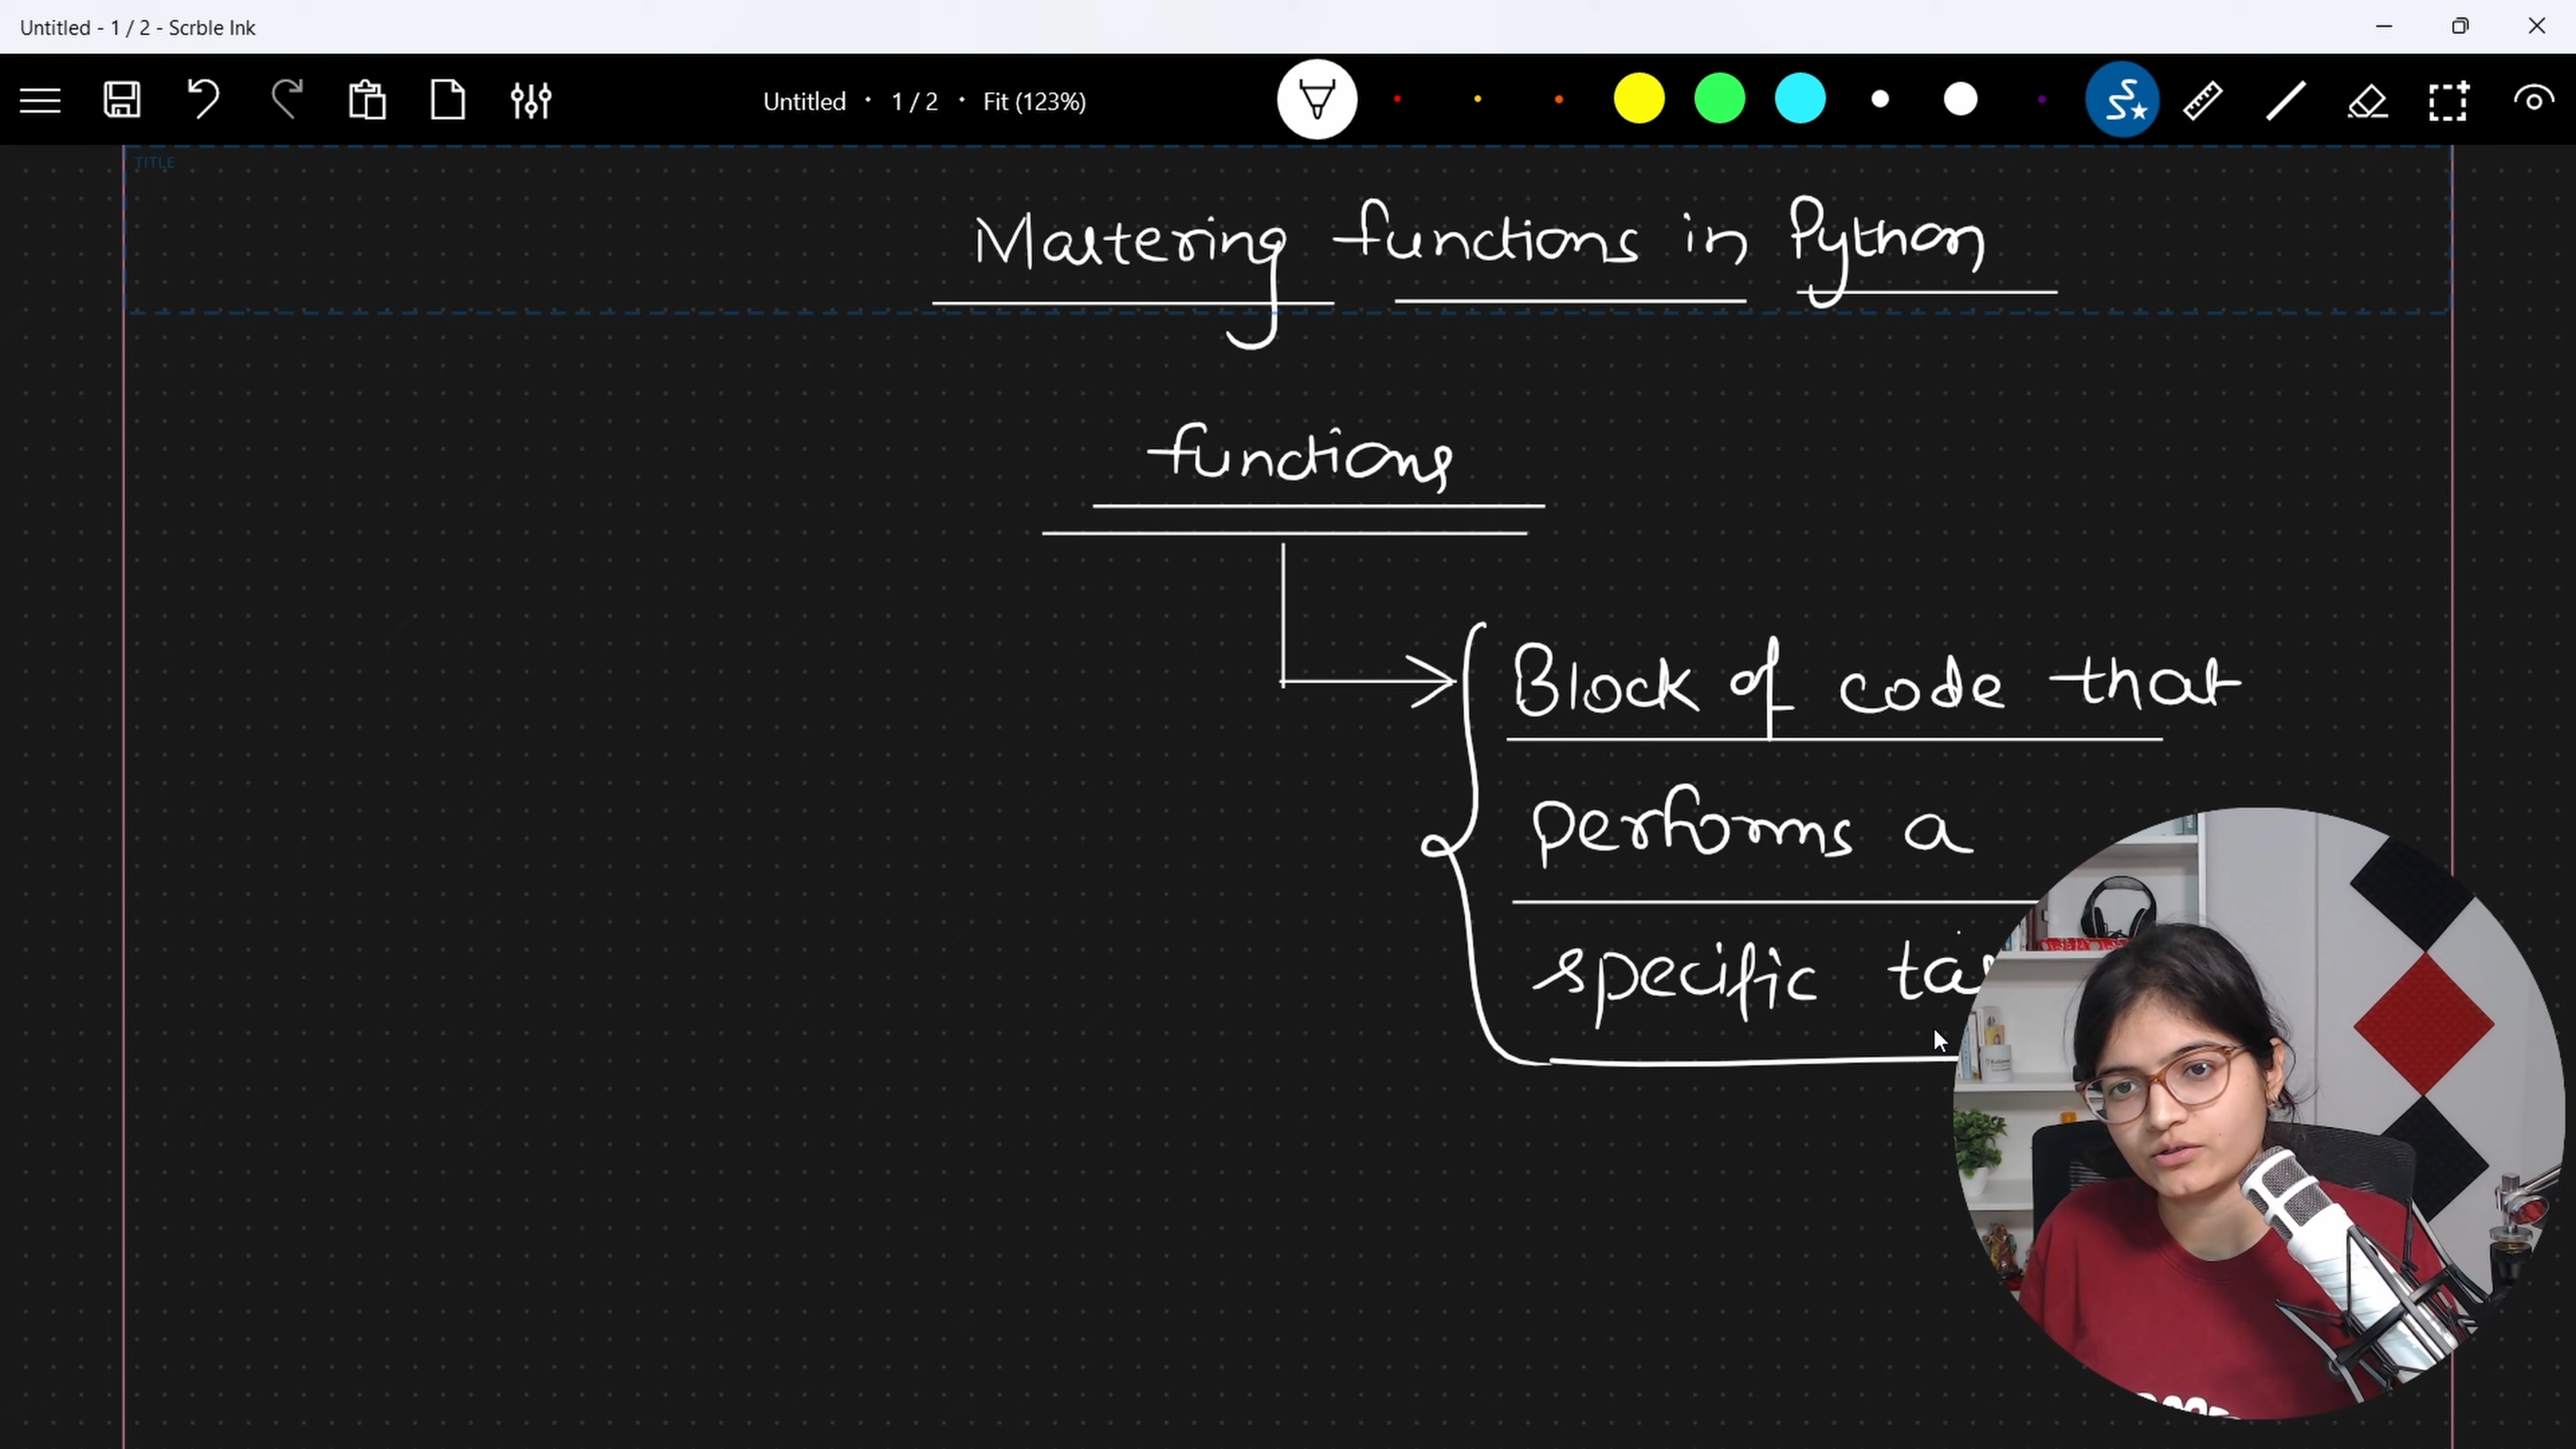 Untitled - 1 / 2 - Scrble Ink
Untitled • 1 / 2 • Fit (123%)
TITLE
Mastering functions in Python
functions
Block of code that
performs a
specific